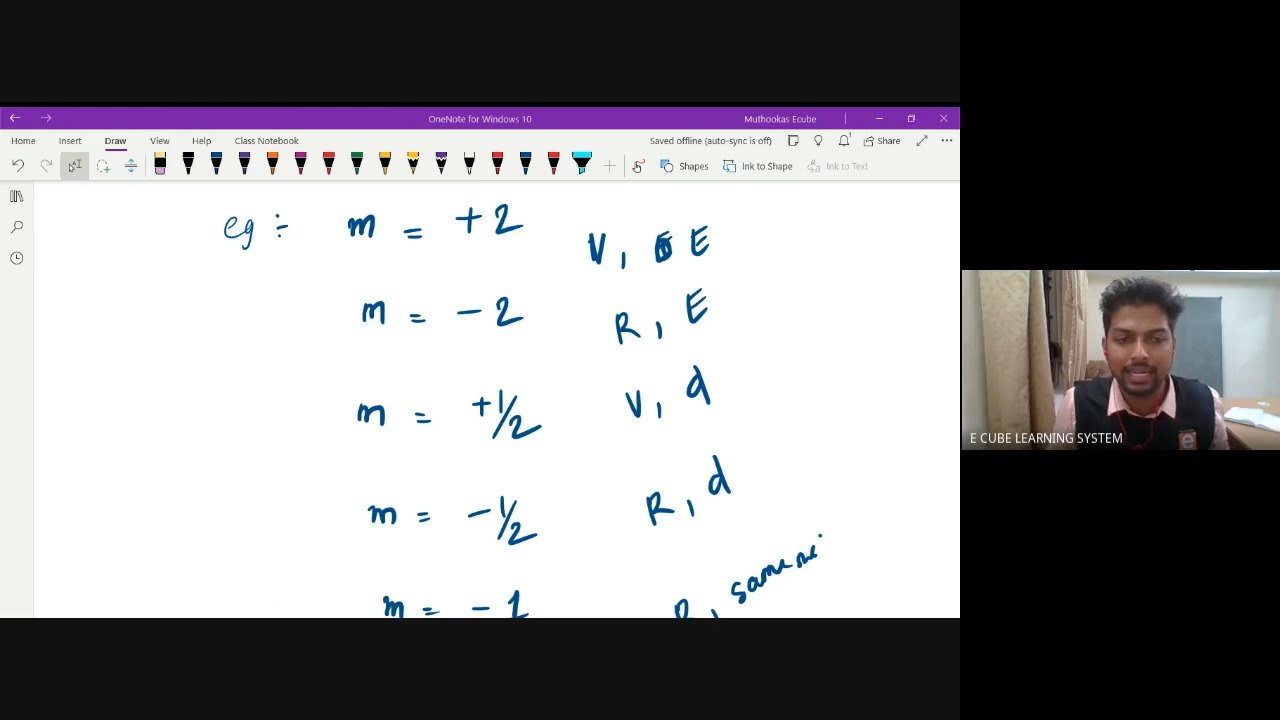 OneNote for Windows 10
Muthookas Ecube
Home Insert Draw View Help Class Notebook
Saved offline (auto-sync is off)
Share
Shapes
Ink to Shape
Ink to Text
eg :- m = +2 V, E
m = -2 R, E
m = +1/2 V, d
m = -1/2 R, d
m = -1 R, same
E CUBE LEARNING SYSTEM